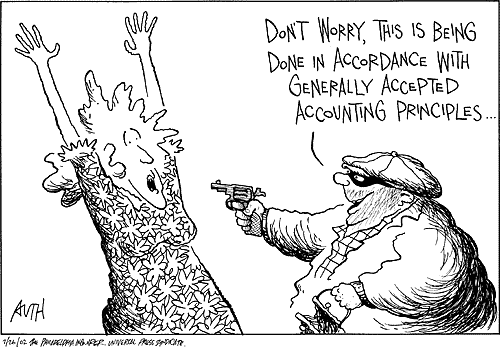 DON'T WORRY, THIS IS BEING
DONE IN ACCORDANCE WITH
GENERALLY ACCEPTED
ACCOUNTING PRINCIPLES...
AUTH
THE PHILADELPHIA INQUIRER. UNIVERSAL PRESS SYNDICATE.